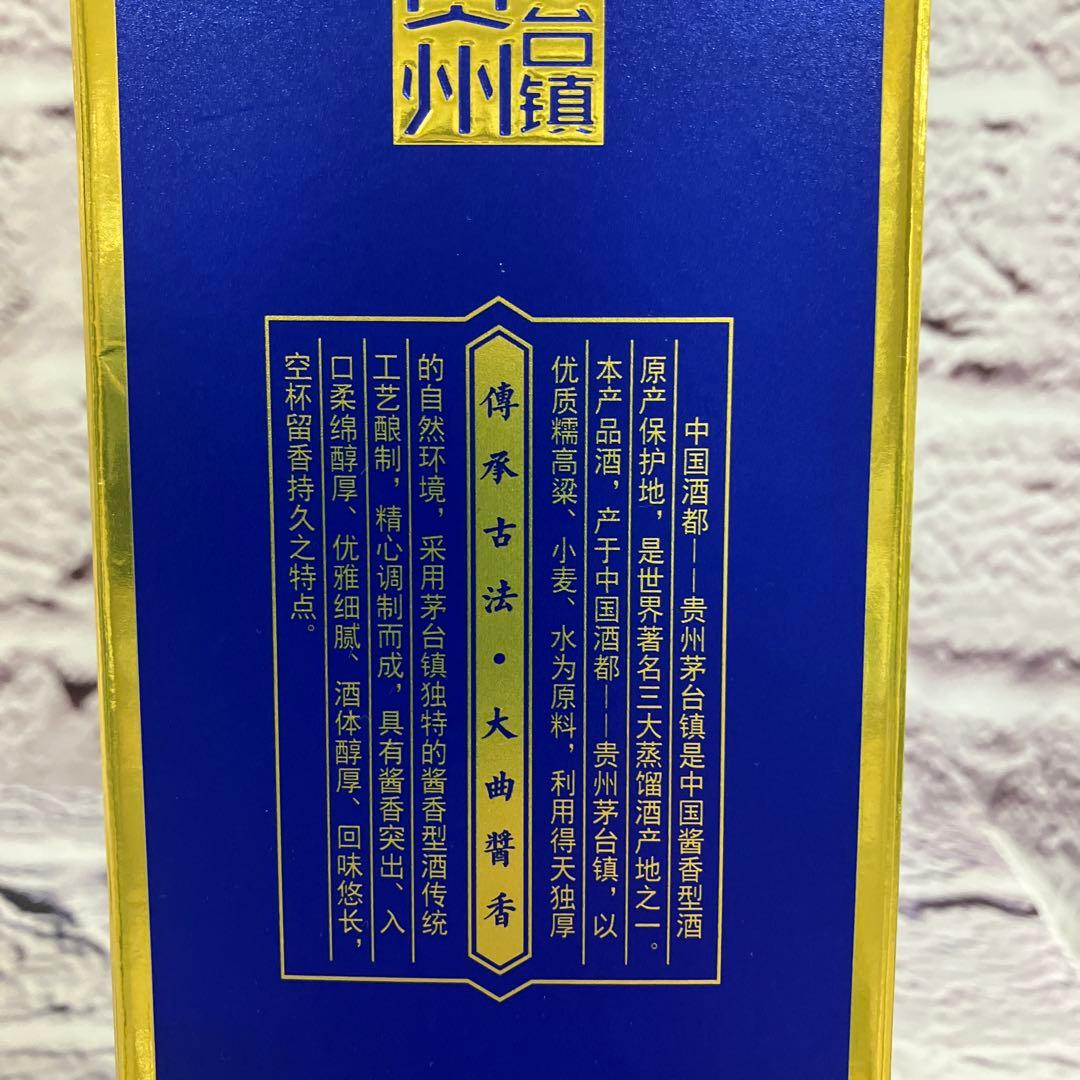 州
台镇
中国酒都——贵州茅台镇是中国酱香型酒
原产保护地，是世界著名三大蒸馏酒产地之一。
本产品酒，产于中国酒都——贵州茅台镇，以
优质糯高粱、小麦、水为原料，利用得天独厚
傳承古法·大曲醬香
的自然环境，采用茅台镇独特的酱香型酒传统
工艺酿制，精心调制而成，具有酱香突出、入
口柔绵醇厚、优雅细腻、酒体醇厚、回味悠长，
空杯留香持久之特点。